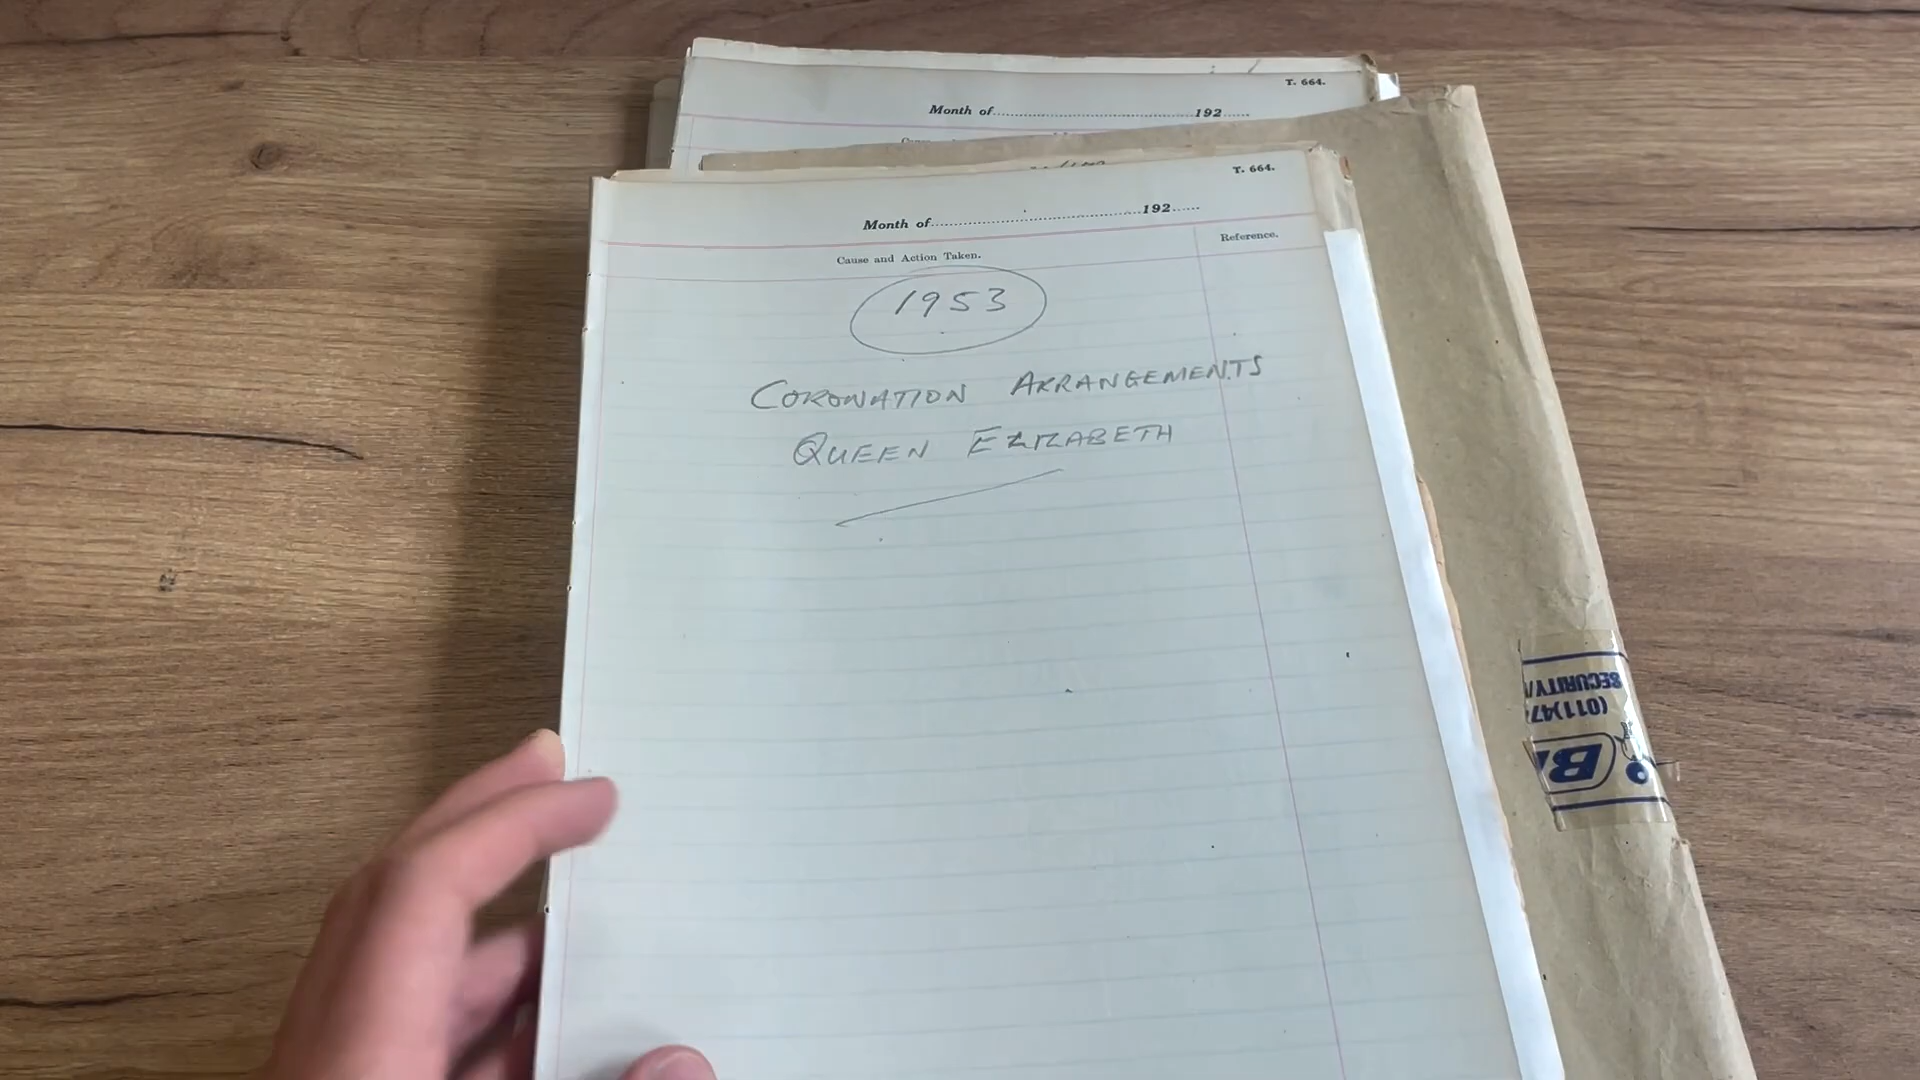 T. 664.
Month of..............................192......
T. 664.
Month of..............................192......
Reference.
Cause and Action Taken.
1953
CORONATION ARRANGEMENTS
QUEEN ELIZABETH
SECURITY/
(011)47